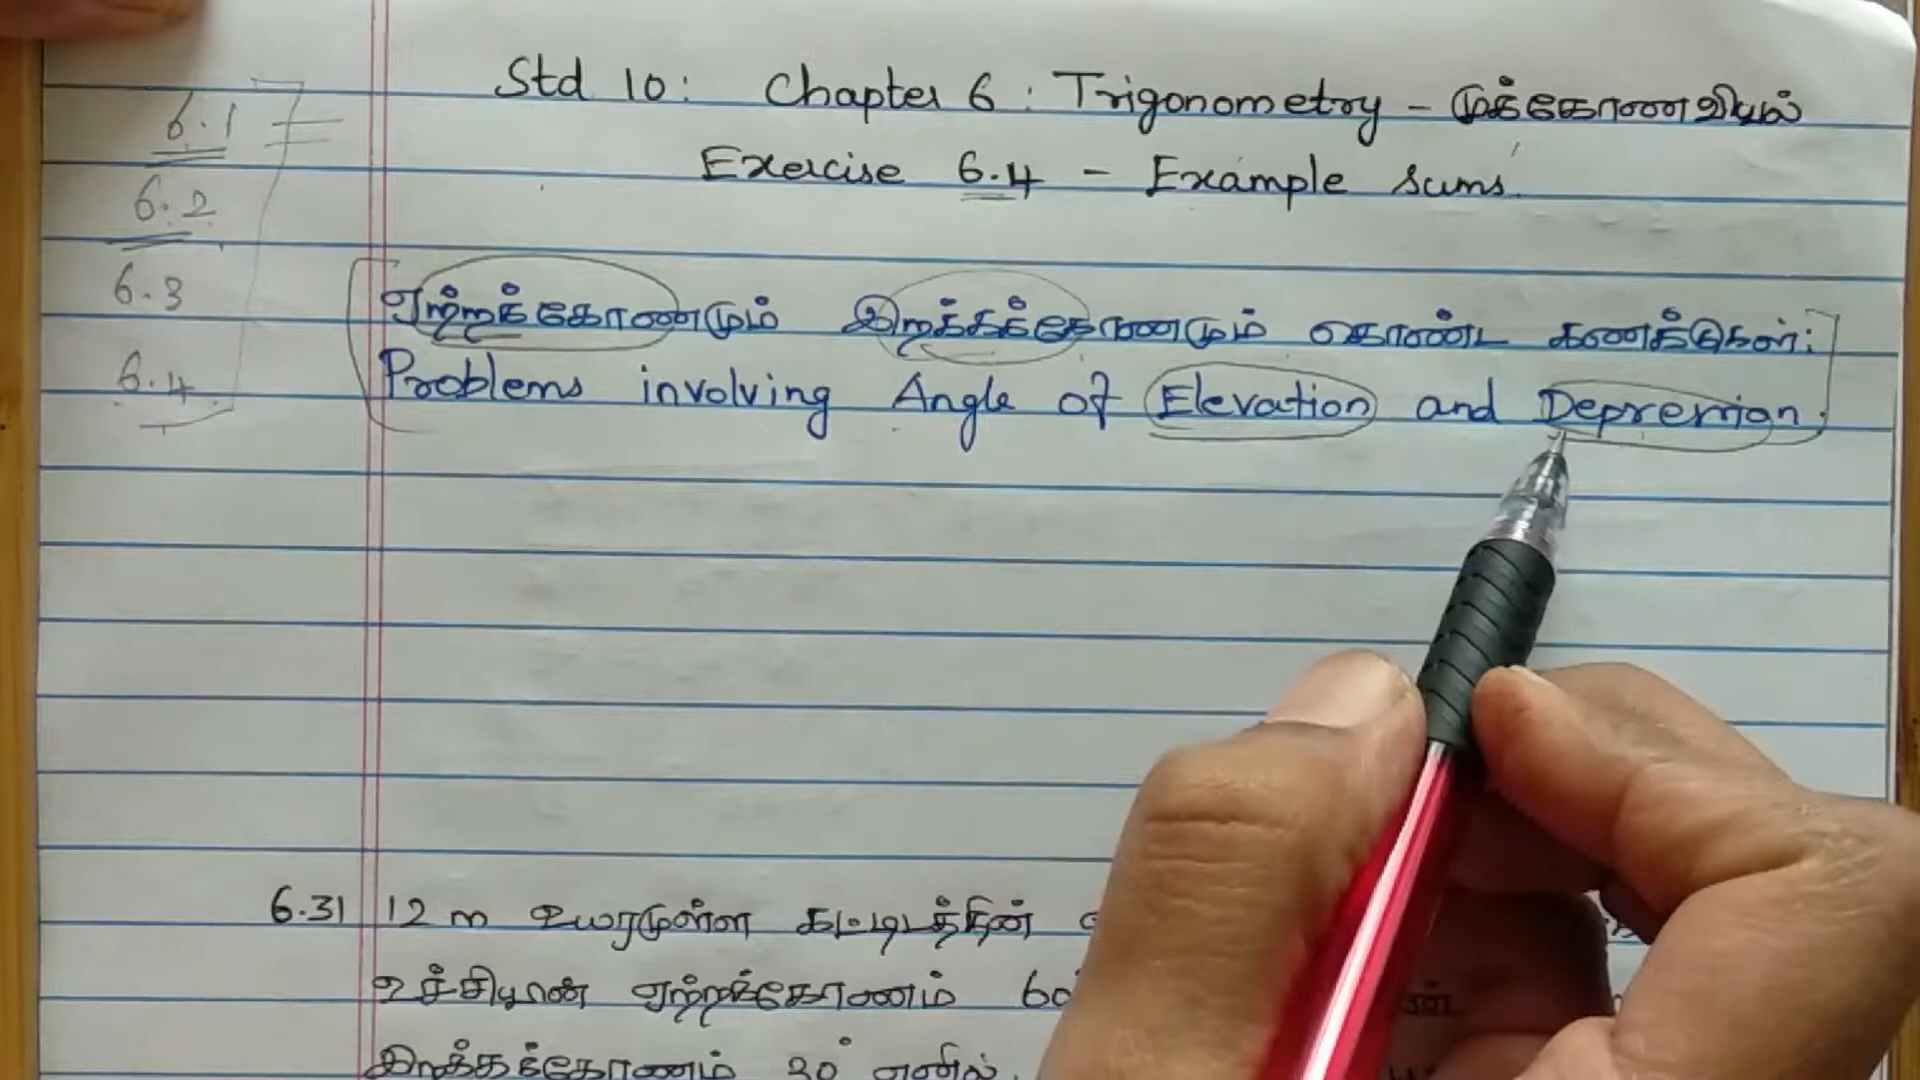 Std 10: Chapter 6 : Trigonometry - முக்கோணவியல்
Exercise 6.4 - Example sums.
6.1
6.2
6.3
6.4
ஏற்றக்கோணமும் இறக்கக்கோணமும் கொண்ட கணக்குகள்:
Problems involving Angle of Elevation and Depression.
6.31 12 m உயரமுள்ள கட்டிடத்தின்
உச்சியின் ஏற்றக்கோணம் 60
இறக்கக்கோணம் 30° எனில்,